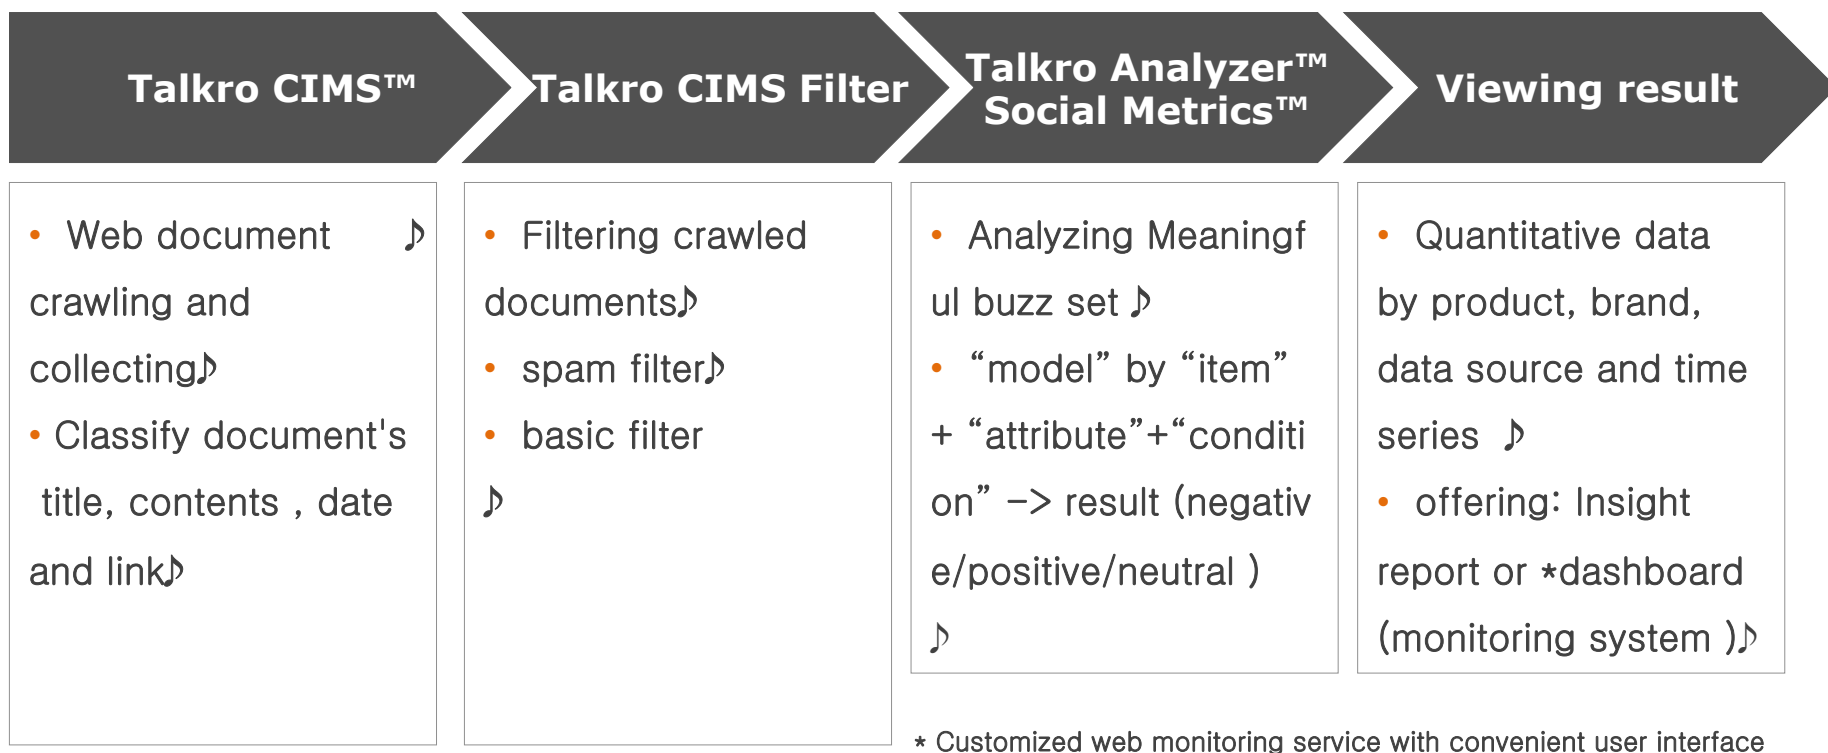 Talkro CIMS™
Talkro CIMS Filter
Talkro Analyzer™
Social Metrics™
Viewing result
• Web document ♪
crawling and
collecting♪
• Classify document's
title, contents , date
and link♪
• Filtering crawled
documents♪
• spam filter♪
• basic filter
♪
• Analyzing Meaningf
ul buzz set ♪
• “model” by “item”
+ “attribute”+“conditi
on” -> result (negativ
e/positive/neutral )
♪
• Quantitative data
by product, brand,
data source and time
series ♪
• offering: Insight
report or *dashboard
(monitoring system )♪
* Customized web monitoring service with convenient user interface